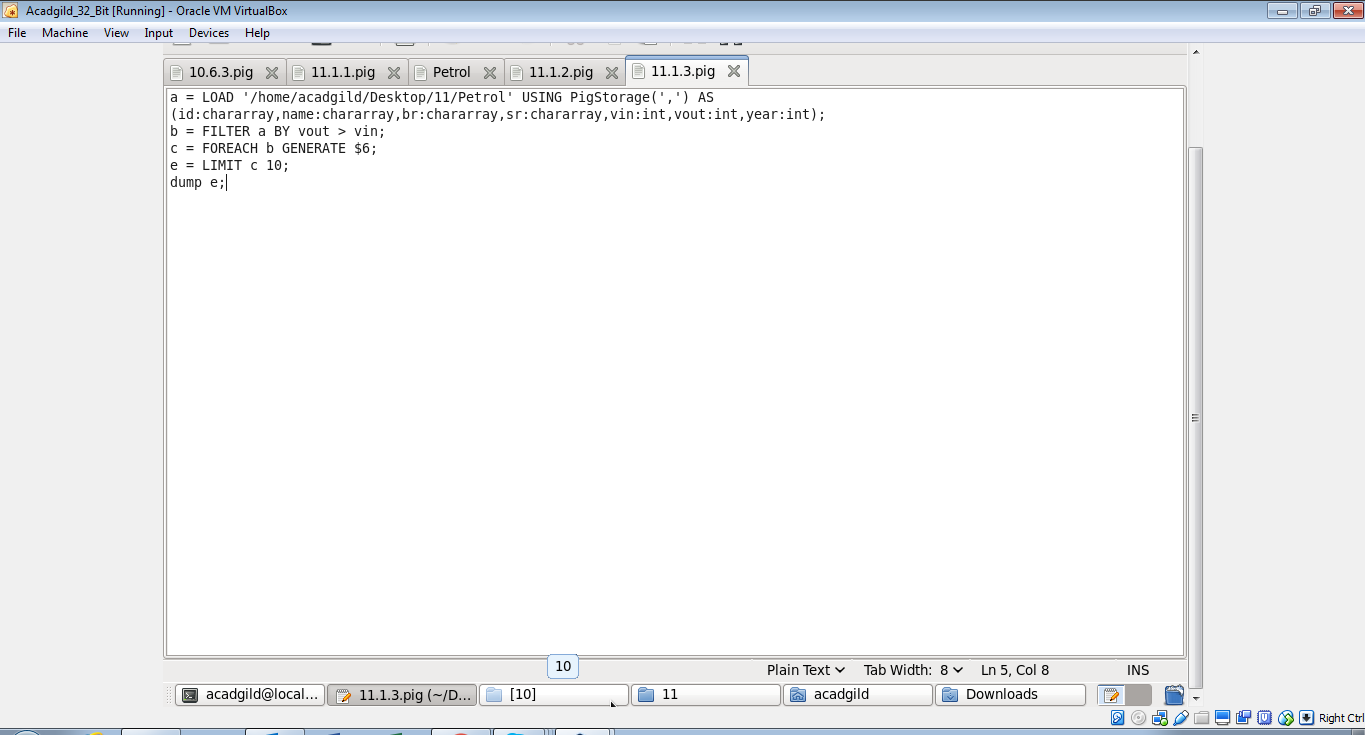 Acadgild_32_Bit [Running] - Oracle VM VirtualBox
File Machine View Input Devices Help
10.6.3.pig 11.1.1.pig Petrol 11.1.2.pig 11.1.3.pig
a = LOAD '/home/acadgild/Desktop/11/Petrol' USING PigStorage(',') AS
(id:chararray,name:chararray,br:chararray,sr:chararray,vin:int,vout:int,year:int);
b = FILTER a BY vout > vin;
c = FOREACH b GENERATE $6;
e = LIMIT c 10;
dump e;
10
Plain Text Tab Width: 8 Ln 5, Col 8 INS
acadgild@local... 11.1.3.pig (~/D... [10] 11 acadgild Downloads
Right Ctrl